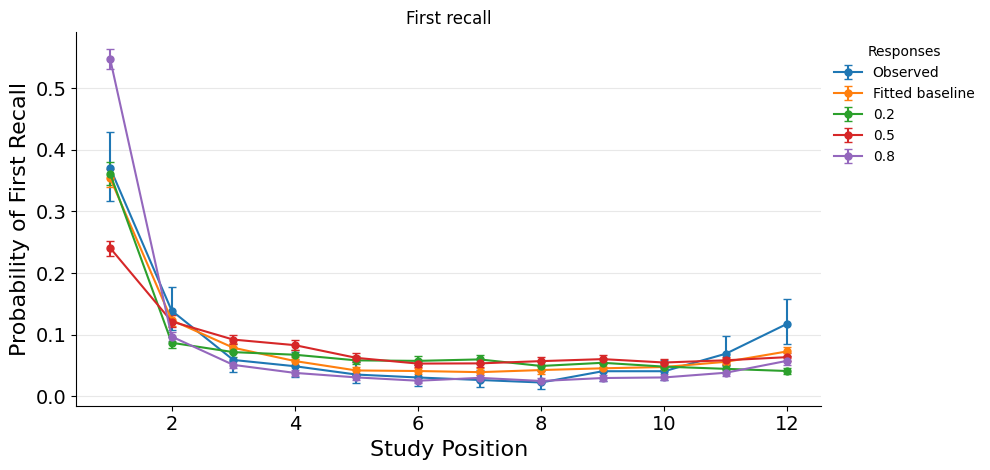 First recall
Probability of First Recall
0.5
0.4
0.3
0.2
0.1
0.0
2
4
6
8
10
12
Study Position
Responses
Observed
Fitted baseline
0.2
0.5
0.8